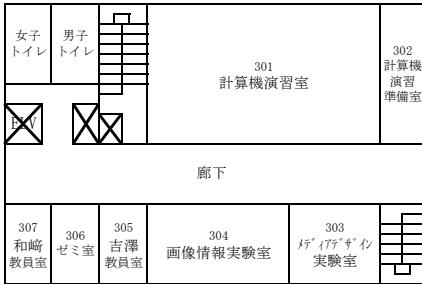 女子
トイレ
男子
トイレ
301
計算機演習室
302
計算機
演習
準備室
ELV
廊下
307
和﨑
教員室
306
ゼミ室
305
吉澤
教員室
304
画像情報実験室
303
ﾒﾃﾞｨｱﾃﾞｻﾞｲﾝ
実験室